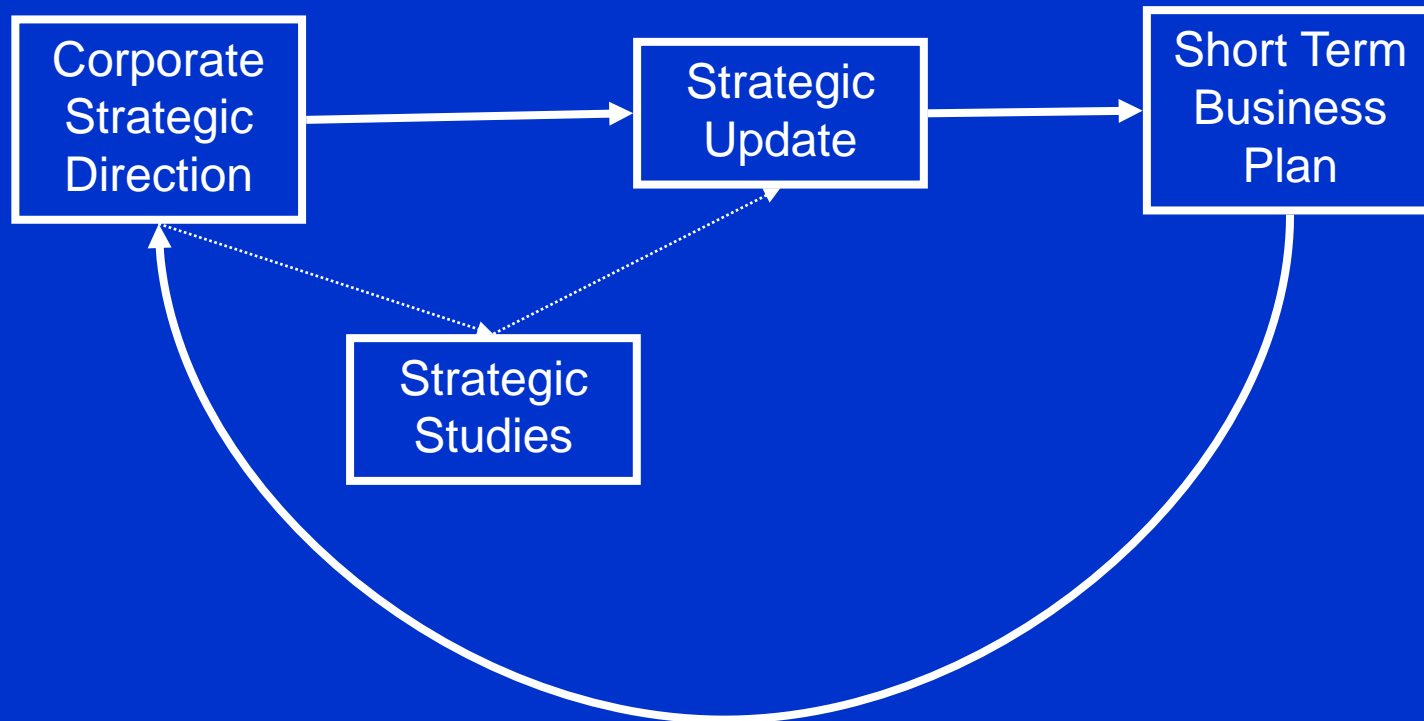 Corporate
Strategic
Direction
Strategic
Update
Short Term
Business
Plan
Strategic
Studies